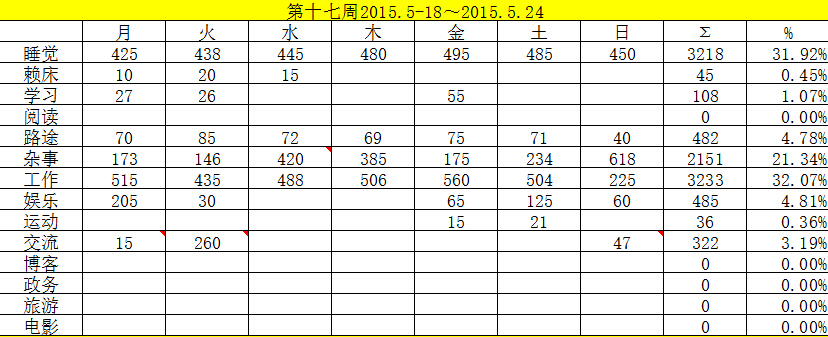 第十七周2015.5-18～2015.5.24
月 火 水 木 金 土 日 Σ %
睡觉 425 438 445 480 495 485 450 3218 31.92%
赖床 10 20 15 45 0.45%
学习 27 26 55 108 1.07%
阅读 0 0.00%
路途 70 85 72 69 75 71 40 482 4.78%
杂事 173 146 420 385 175 234 618 2151 21.34%
工作 515 435 488 506 560 504 225 3233 32.07%
娱乐 205 30 65 125 60 485 4.81%
运动 15 21 36 0.36%
交流 15 260 47 322 3.19%
博客 0 0.00%
政务 0 0.00%
旅游 0 0.00%
电影 0 0.00%